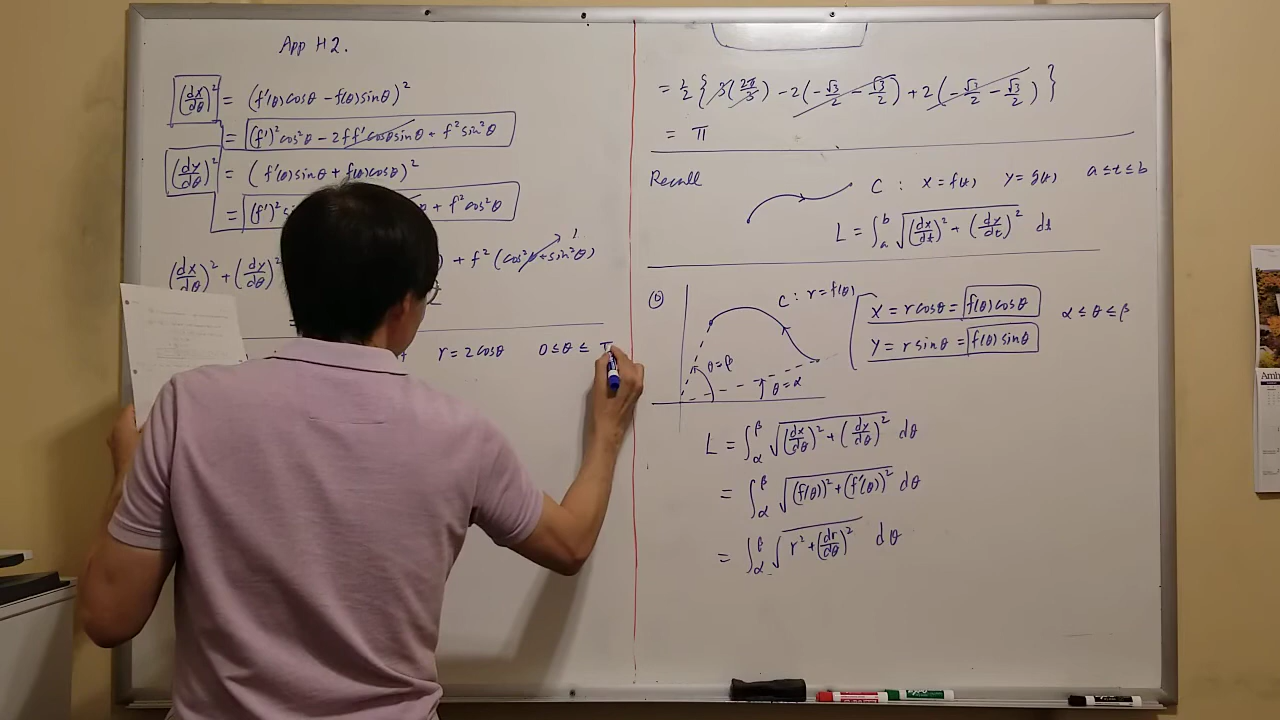 App H2.
(dx/dθ)² = (f'(θ)cosθ - f(θ)sinθ)²
= (f')²cos²θ - 2ff'cosθsinθ + f²sin²θ
(dy/dθ)² = (f'(θ)sinθ + f(θ)cosθ)²
= (f')² + f²cos²θ
(dx/dθ)² + (dy/dθ)² + f²(cos²θ + sin²θ) 1
r = 2cosθ 0 ≤ θ ≤ π
= 1/2 { 3(2π/3) - 2(-√3/2 - √3/2) + 2(-√3/2 - √3/2) }
= π
Recall C : x = f(t), y = g(t), a ≤ t ≤ b
L = ∫ₐᵇ √((dx/dt)² + (dy/dt)²) dt
C : r = f(θ)
x = r cosθ = f(θ)cosθ α ≤ θ ≤ β
y = r sinθ = f(θ)sinθ
θ = β
θ = α
L = ∫_α^β √((dx/dθ)² + (dy/dθ)²) dθ
= ∫_α^β √((f(θ))² + (f'(θ))²) dθ
= ∫_α^β √(r² + (dr/dθ)²) dθ